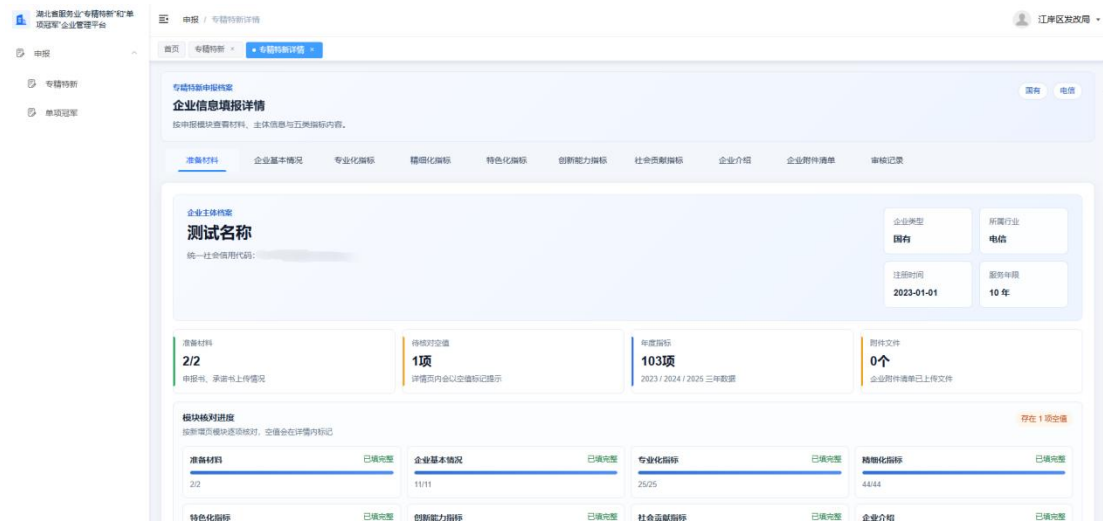 湖北省服务业“专精特新”和“单
项冠军”企业管理平台
申报 / 专精特新详情
江岸区发改局
申报
专精特新
单项冠军
首页 专精特新 × 专精特新详情 ×
专精特新申报档案
企业信息填报详情
按申报模块查看材料、主体信息与五类指标内容。
国有 电信
准备材料 企业基本情况 专业化指标 精细化指标 特色化指标 创新能力指标 社会贡献指标 企业介绍 企业附件清单 审核记录
企业主体档案
测试名称
统一社会信用代码：
企业类型
国有
所属行业
电信
注册时间
2023-01-01
服务年限
10 年
准备材料
2/2
申报书、承诺书上传情况
待核对空值
1项
详情页内会以空值标记提示
年度指标
103项
2023 / 2024 / 2025 三年数据
附件文件
0个
企业附件清单已上传文件
模块核对进度
按新增页模块逐项核对，空值会在详情内标记
存在 1 项空值
准备材料 已填完整
2/2
企业基本情况 已填完整
11/11
专业化指标 已填完整
25/25
精细化指标 已填完整
44/44
特色化指标 已填完整
创新能力指标 已填完整
社会贡献指标 已填完整
企业介绍 已填完整